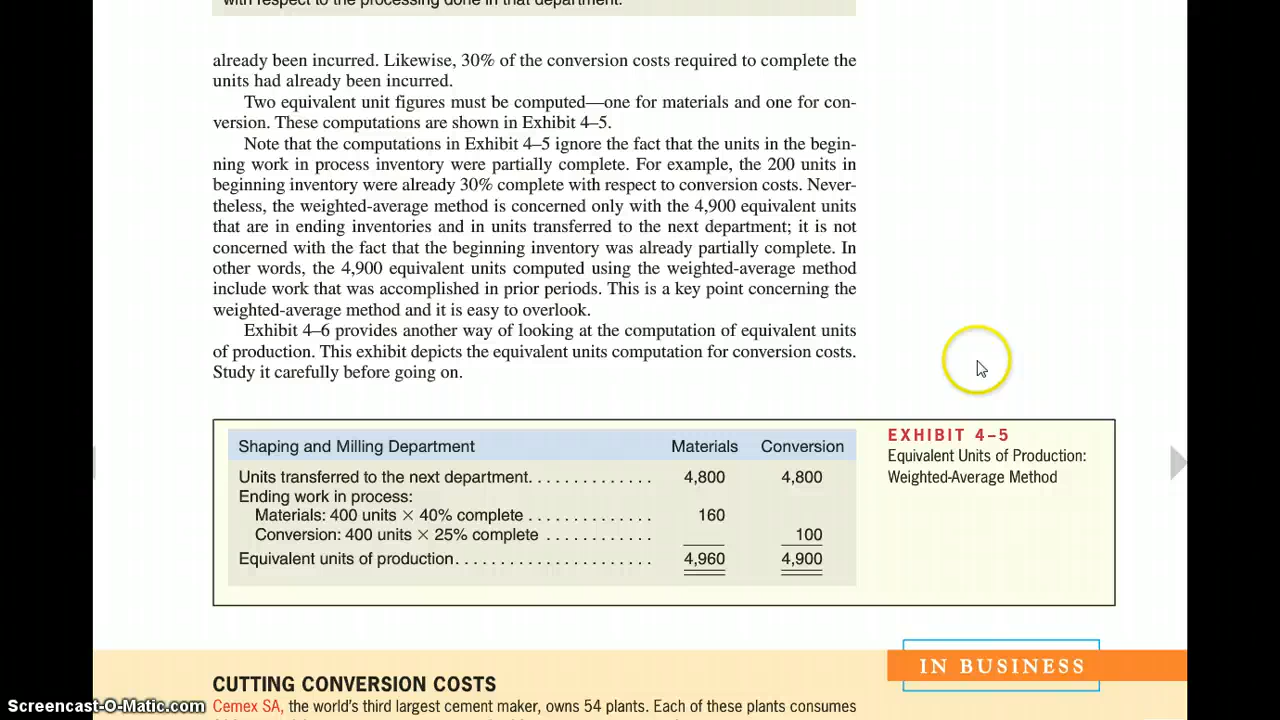 with respect to the processing done in that department.
already been incurred. Likewise, 30% of the conversion costs required to complete the
units had already been incurred.
Two equivalent unit figures must be computed—one for materials and one for con-
version. These computations are shown in Exhibit 4–5.
Note that the computations in Exhibit 4–5 ignore the fact that the units in the begin-
ning work in process inventory were partially complete. For example, the 200 units in
beginning inventory were already 30% complete with respect to conversion costs. Never-
theless, the weighted-average method is concerned only with the 4,900 equivalent units
that are in ending inventories and in units transferred to the next department; it is not
concerned with the fact that the beginning inventory was already partially complete. In
other words, the 4,900 equivalent units computed using the weighted-average method
include work that was accomplished in prior periods. This is a key point concerning the
weighted-average method and it is easy to overlook.
Exhibit 4–6 provides another way of looking at the computation of equivalent units
of production. This exhibit depicts the equivalent units computation for conversion costs.
Study it carefully before going on.
Shaping and Milling Department Materials Conversion
Units transferred to the next department. . . . . . . . . . . . . . 4,800 4,800
Ending work in process:
Materials: 400 units × 40% complete . . . . . . . . . . . . . . 160
Conversion: 400 units × 25% complete . . . . . . . . . . . . 100
Equivalent units of production. . . . . . . . . . . . . . . . . . . . . . 4,960 4,900
EXHIBIT 4–5
Equivalent Units of Production:
Weighted-Average Method
IN BUSINESS
CUTTING CONVERSION COSTS
Cemex SA, the world's third largest cement maker, owns 54 plants. Each of these plants consumes
Screencast-O-Matic.com